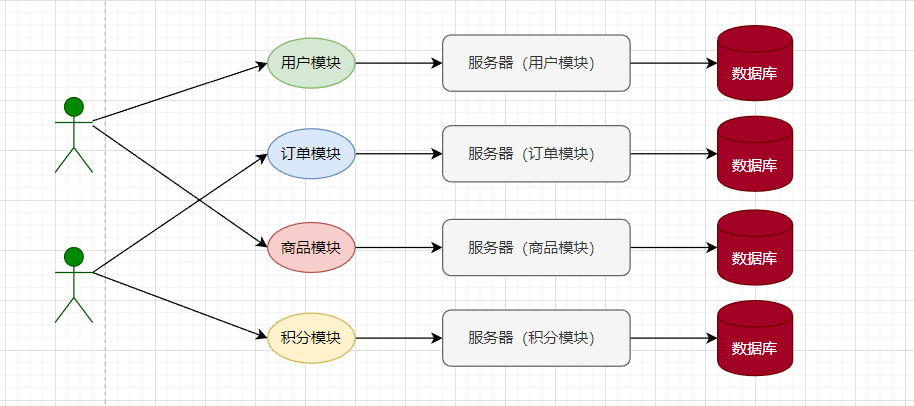 用户模块
服务器（用户模块）
数据库
订单模块
服务器（订单模块）
数据库
商品模块
服务器（商品模块）
数据库
积分模块
服务器（积分模块）
数据库